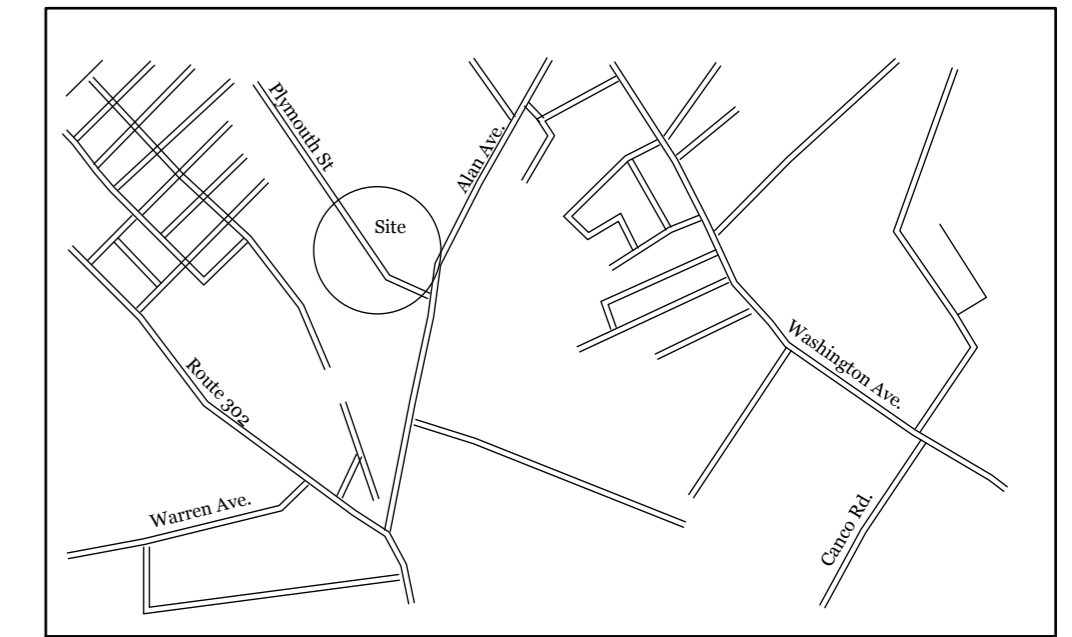 Plymouth St
Alan Ave.
Site
Washington Ave.
Route 302
Warren Ave.
Canco Rd.